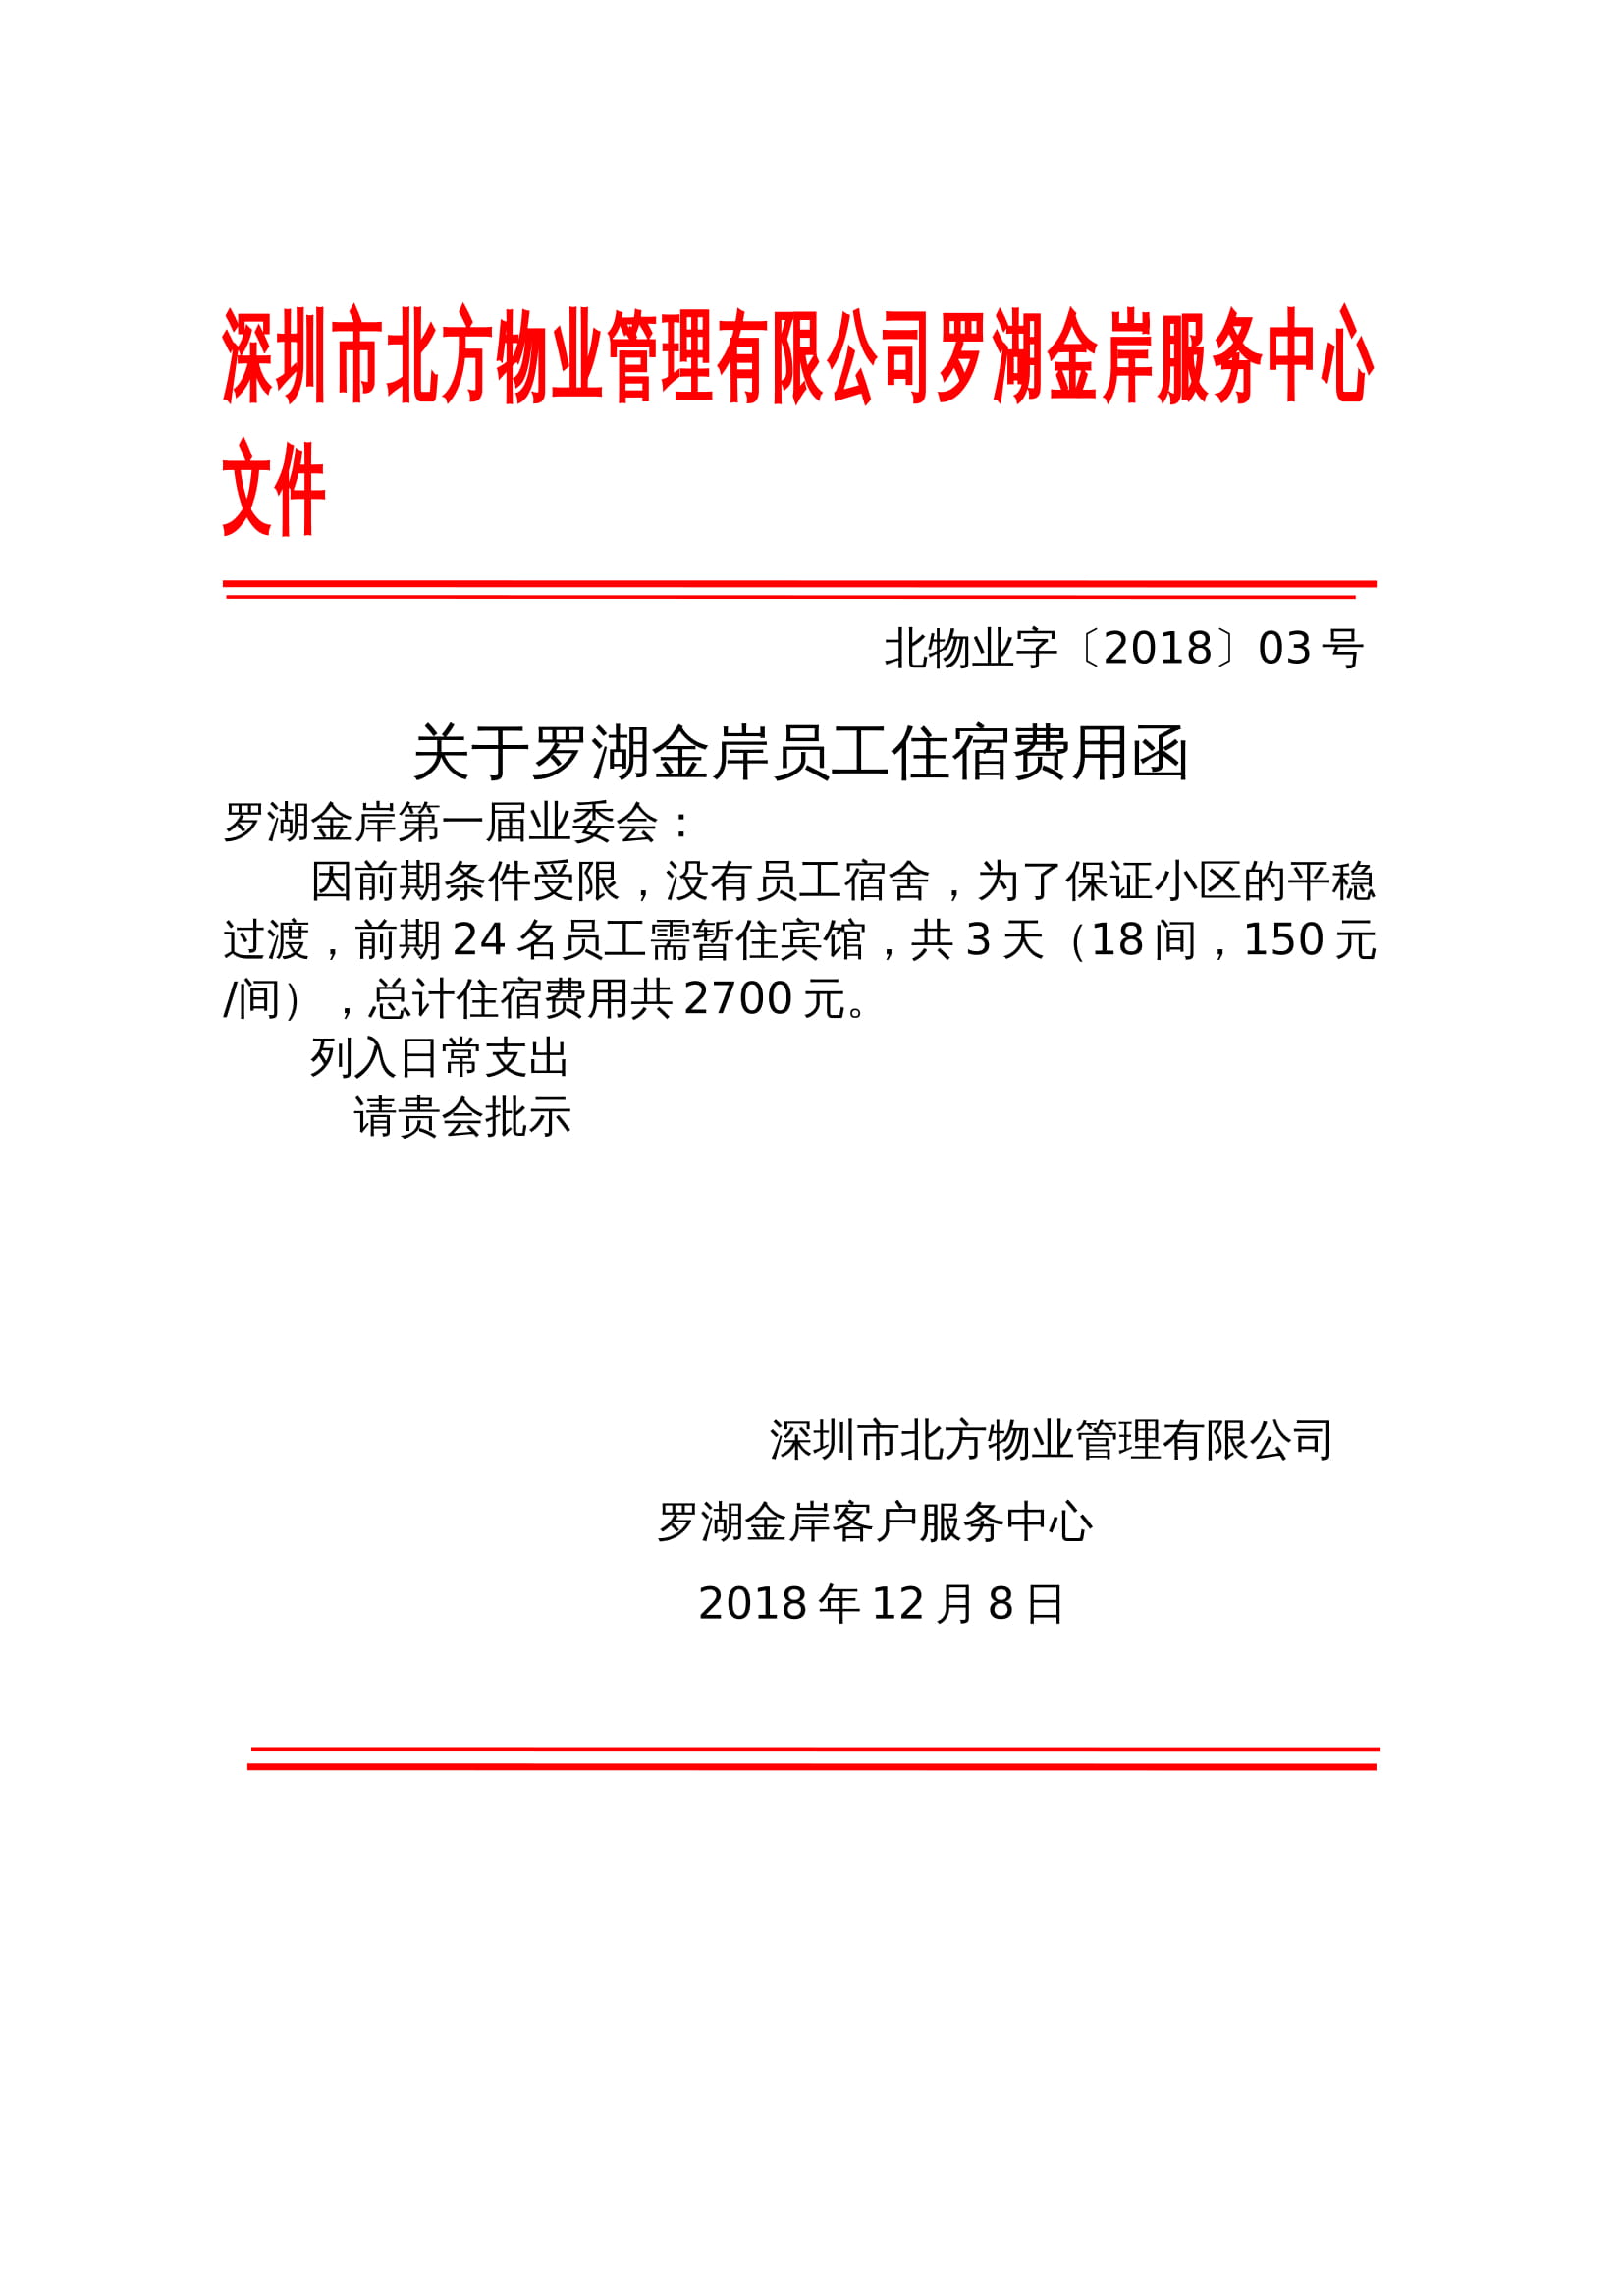 深圳市北方物业管理有限公司罗湖金岸服务中心
文件
北物业字〔2018〕03 号
关于罗湖金岸员工住宿费用函
罗湖金岸第一届业委会：
因前期条件受限，没有员工宿舍，为了保证小区的平稳
过渡，前期 24 名员工需暂住宾馆，共 3 天（18 间，150 元
/间），总计住宿费用共 2700 元。
列入日常支出
请贵会批示
深圳市北方物业管理有限公司
罗湖金岸客户服务中心
2018 年 12 月 8 日